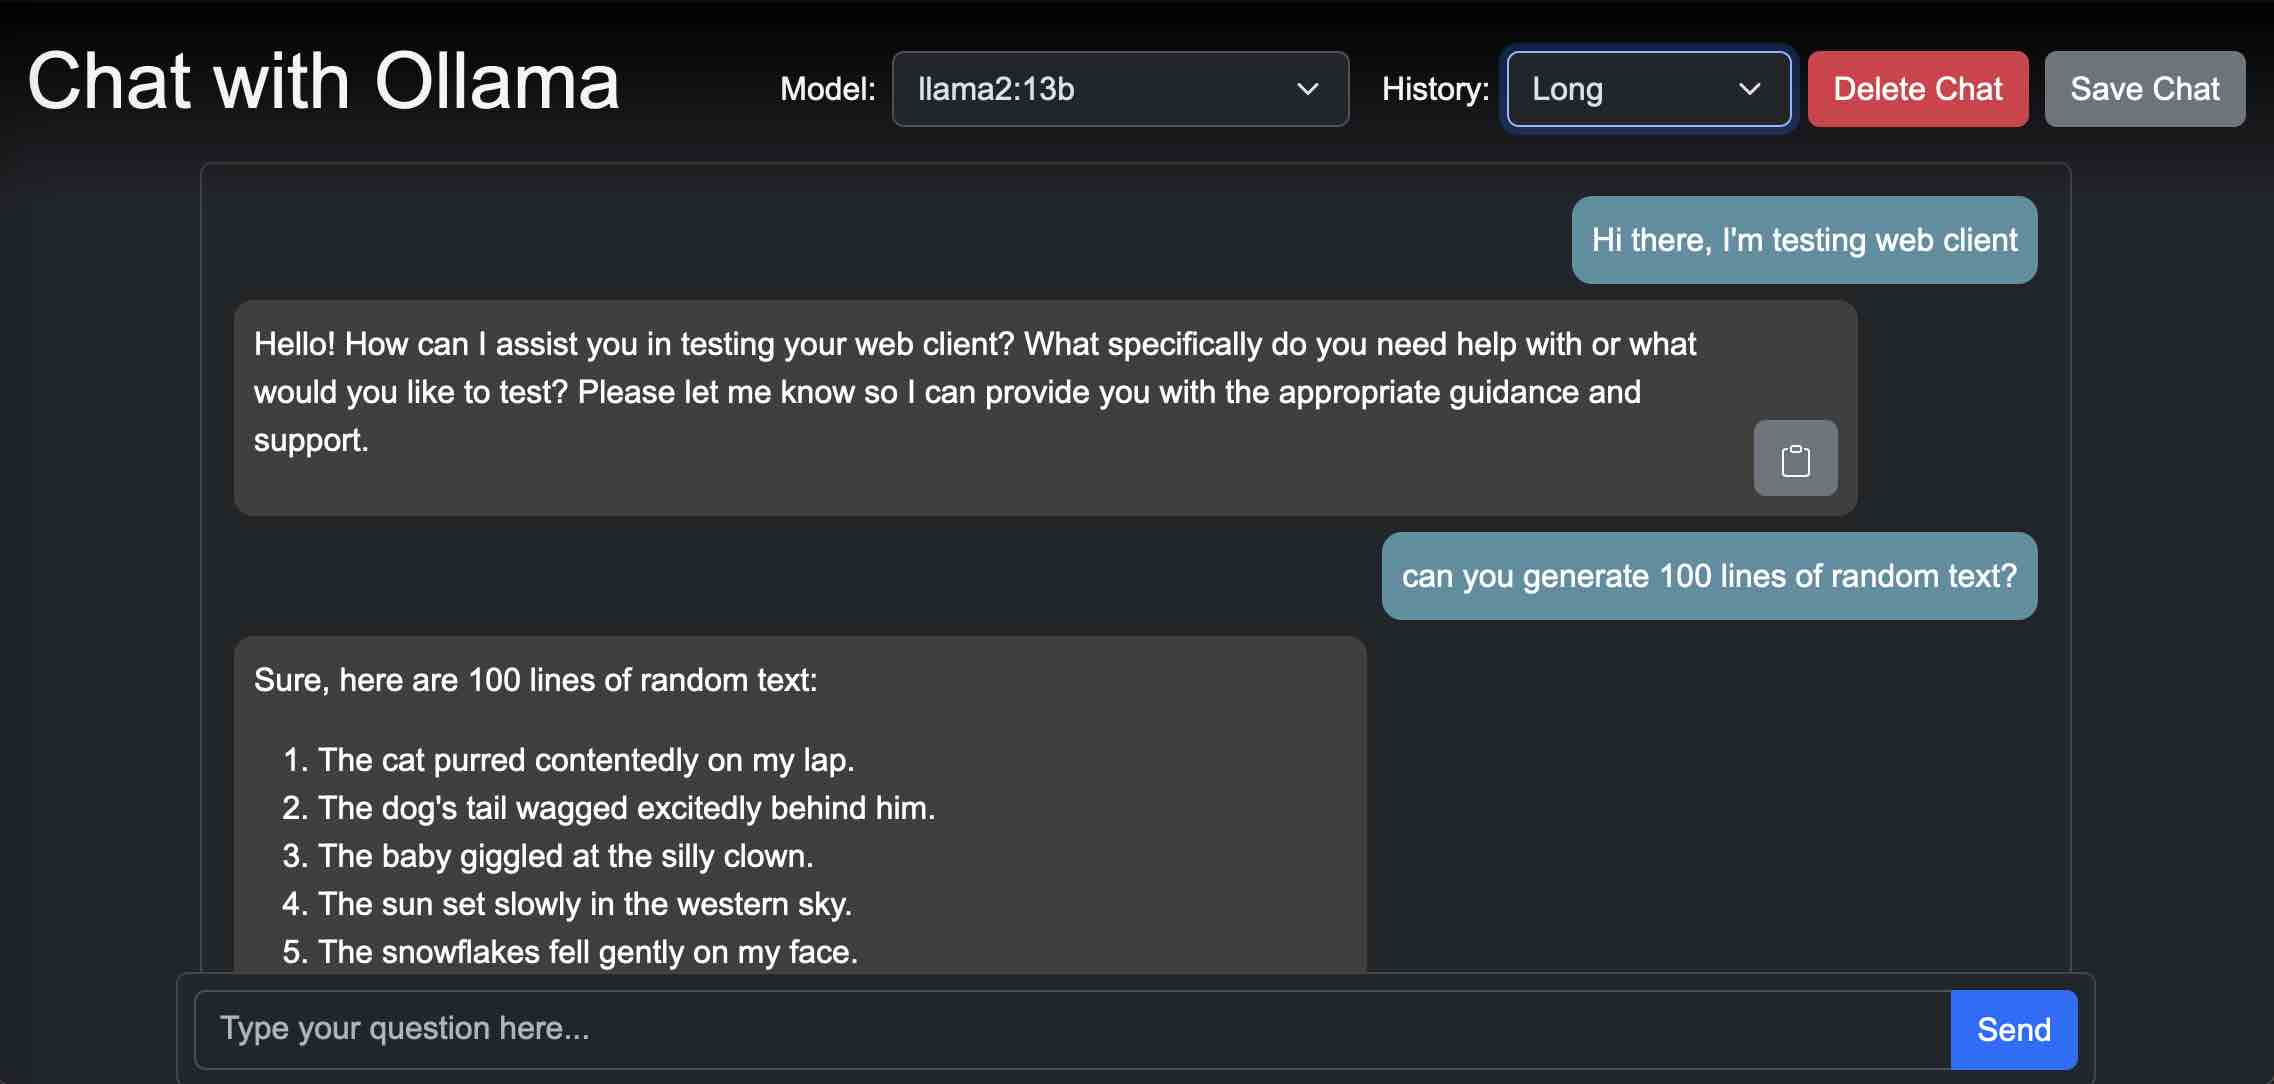 Chat with Ollama
Model: llama2:13b History: Long Delete Chat Save Chat
Hi there, I'm testing web client
Hello! How can I assist you in testing your web client? What specifically do you need help with or what
would you like to test? Please let me know so I can provide you with the appropriate guidance and
support.
can you generate 100 lines of random text?
Sure, here are 100 lines of random text:
1. The cat purred contentedly on my lap.
2. The dog's tail wagged excitedly behind him.
3. The baby giggled at the silly clown.
4. The sun set slowly in the western sky.
5. The snowflakes fell gently on my face.
Type your question here...
Send